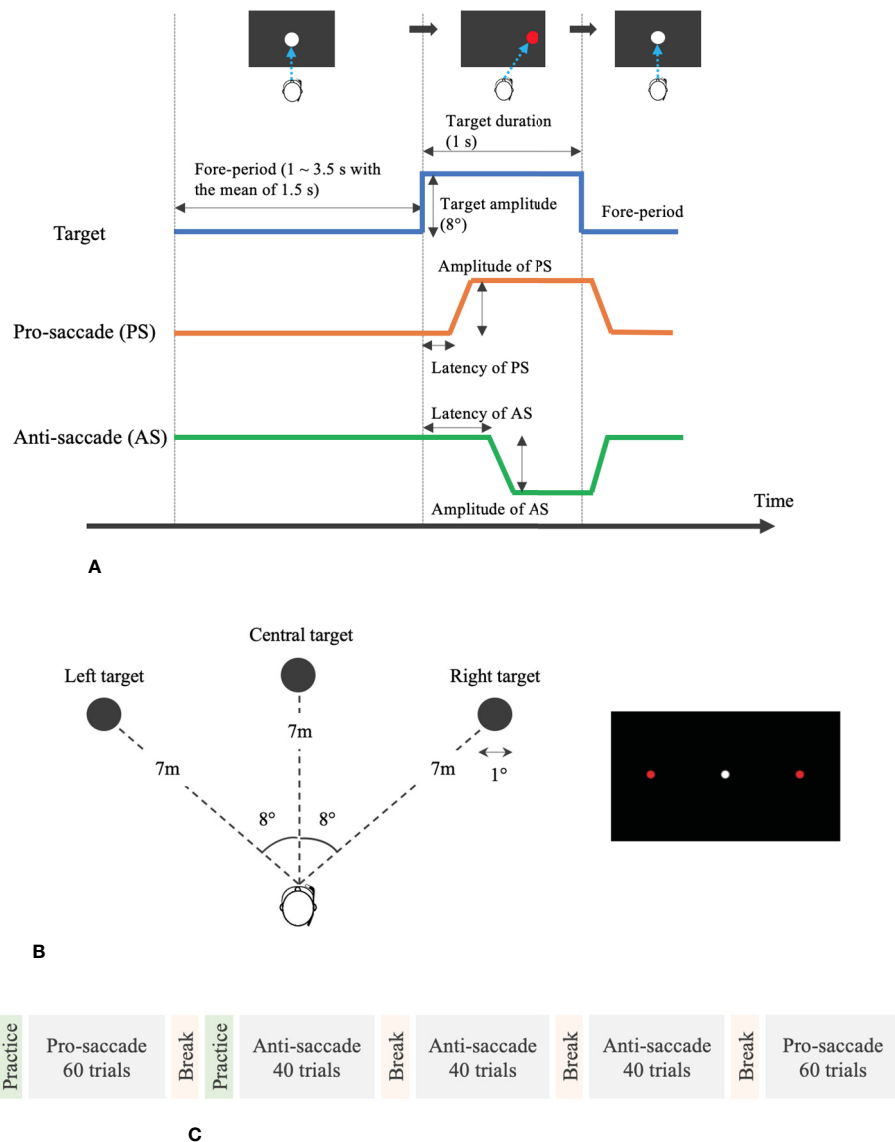 Target duration
(1 s)
Fore-period (1 ~ 3.5 s with
the mean of 1.5 s)
Target amplitude
(8°)
Fore-period
Target
Amplitude of PS
Pro-saccade (PS)
Latency of PS
Latency of AS
Anti-saccade (AS)
Amplitude of AS
Time
A
Central target
Left target
Right target
7m
7m
7m
1°
8°
8°
B
Practice
Pro-saccade
60 trials
Break
Practice
Anti-saccade
40 trials
Break
Anti-saccade
40 trials
Break
Anti-saccade
40 trials
Break
Pro-saccade
60 trials
C